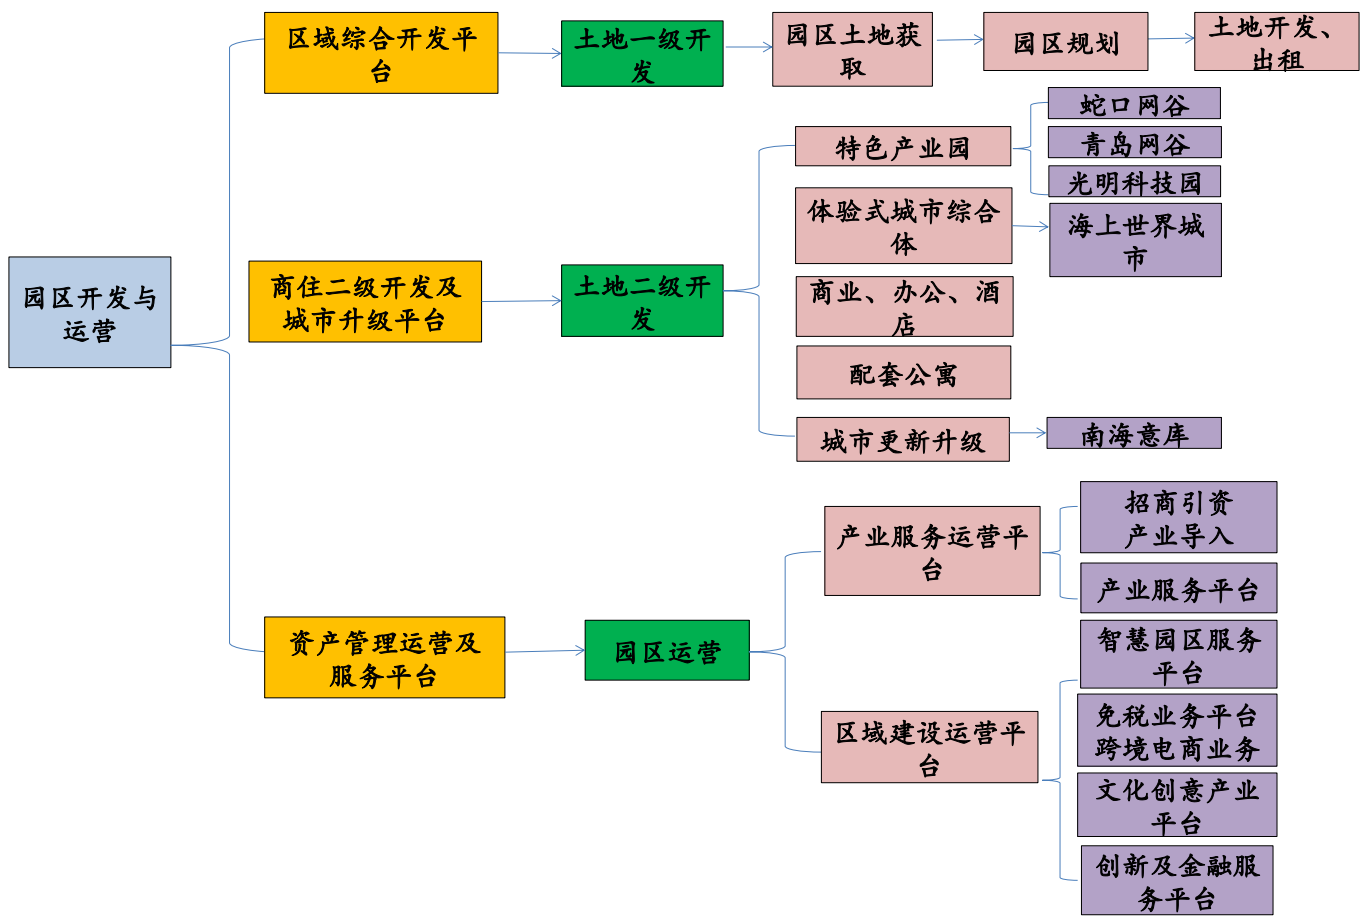 园区开发与
运营
区域综合开发平
台
土地一级开
发
园区土地获
取
园区规划
土地开发、
出租
商住二级开发及
城市升级平台
土地二级开
发
特色产业园
蛇口网谷
青岛网谷
光明科技园
体验式城市综合
体
海上世界城
市
商业、办公、酒
店
配套公寓
城市更新升级
南海意库
资产管理运营及
服务平台
园区运营
产业服务运营平
台
招商引资
产业导入
产业服务平台
区域建设运营平
台
智慧园区服务
平台
免税业务平台
跨境电商业务
文化创意产业
平台
创新及金融服
务平台